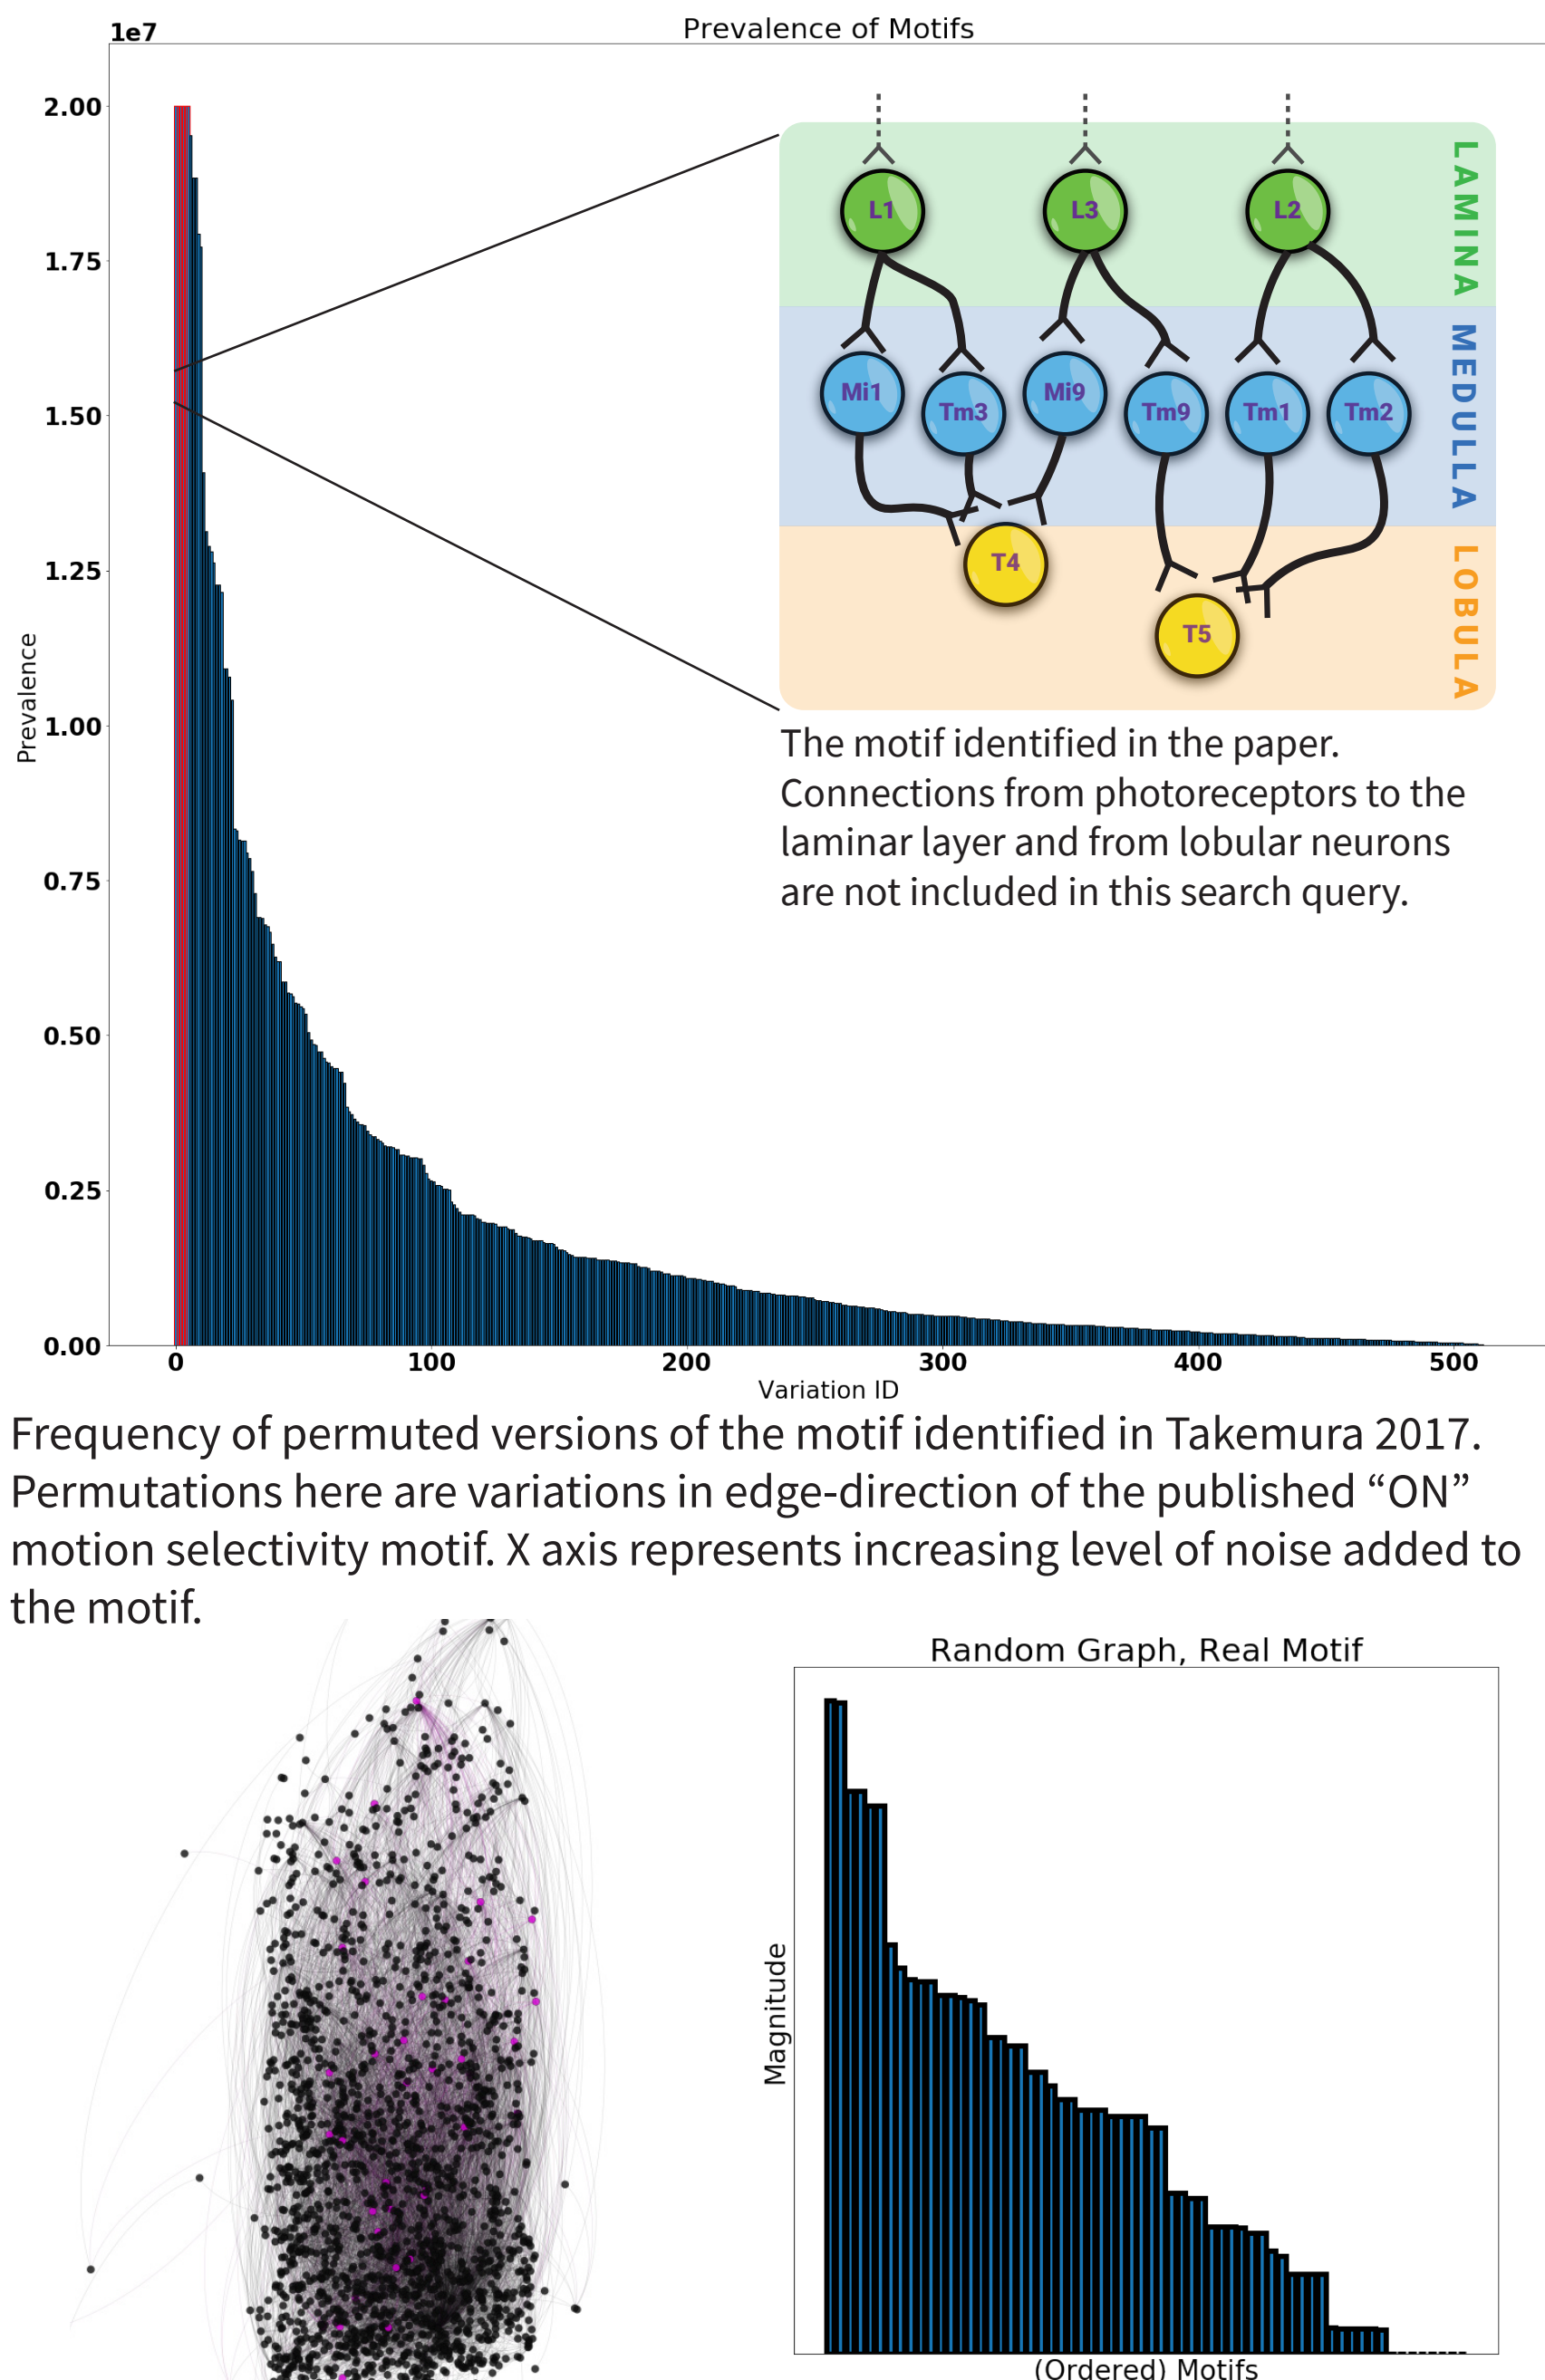 Prevalence of Motifs
1e7
2.00
1.75
1.50
1.25
1.00
0.75
0.50
0.25
0.00
Prevalence
0
100
200
300
400
500
Variation ID
L1
L3
L2
Mi1
Tm3
Mi9
Tm9
Tm1
Tm2
T4
T5
LAMINA
MEDULLA
LOBULA
The motif identified in the paper.
Connections from photoreceptors to the
laminar layer and from lobular neurons
are not included in this search query.
Frequency of permuted versions of the motif identified in Takemura 2017.
Permutations here are variations in edge-direction of the published “ON”
motion selectivity motif. X axis represents increasing level of noise added to
the motif.
Random Graph, Real Motif
Magnitude
(Ordered) Motifs